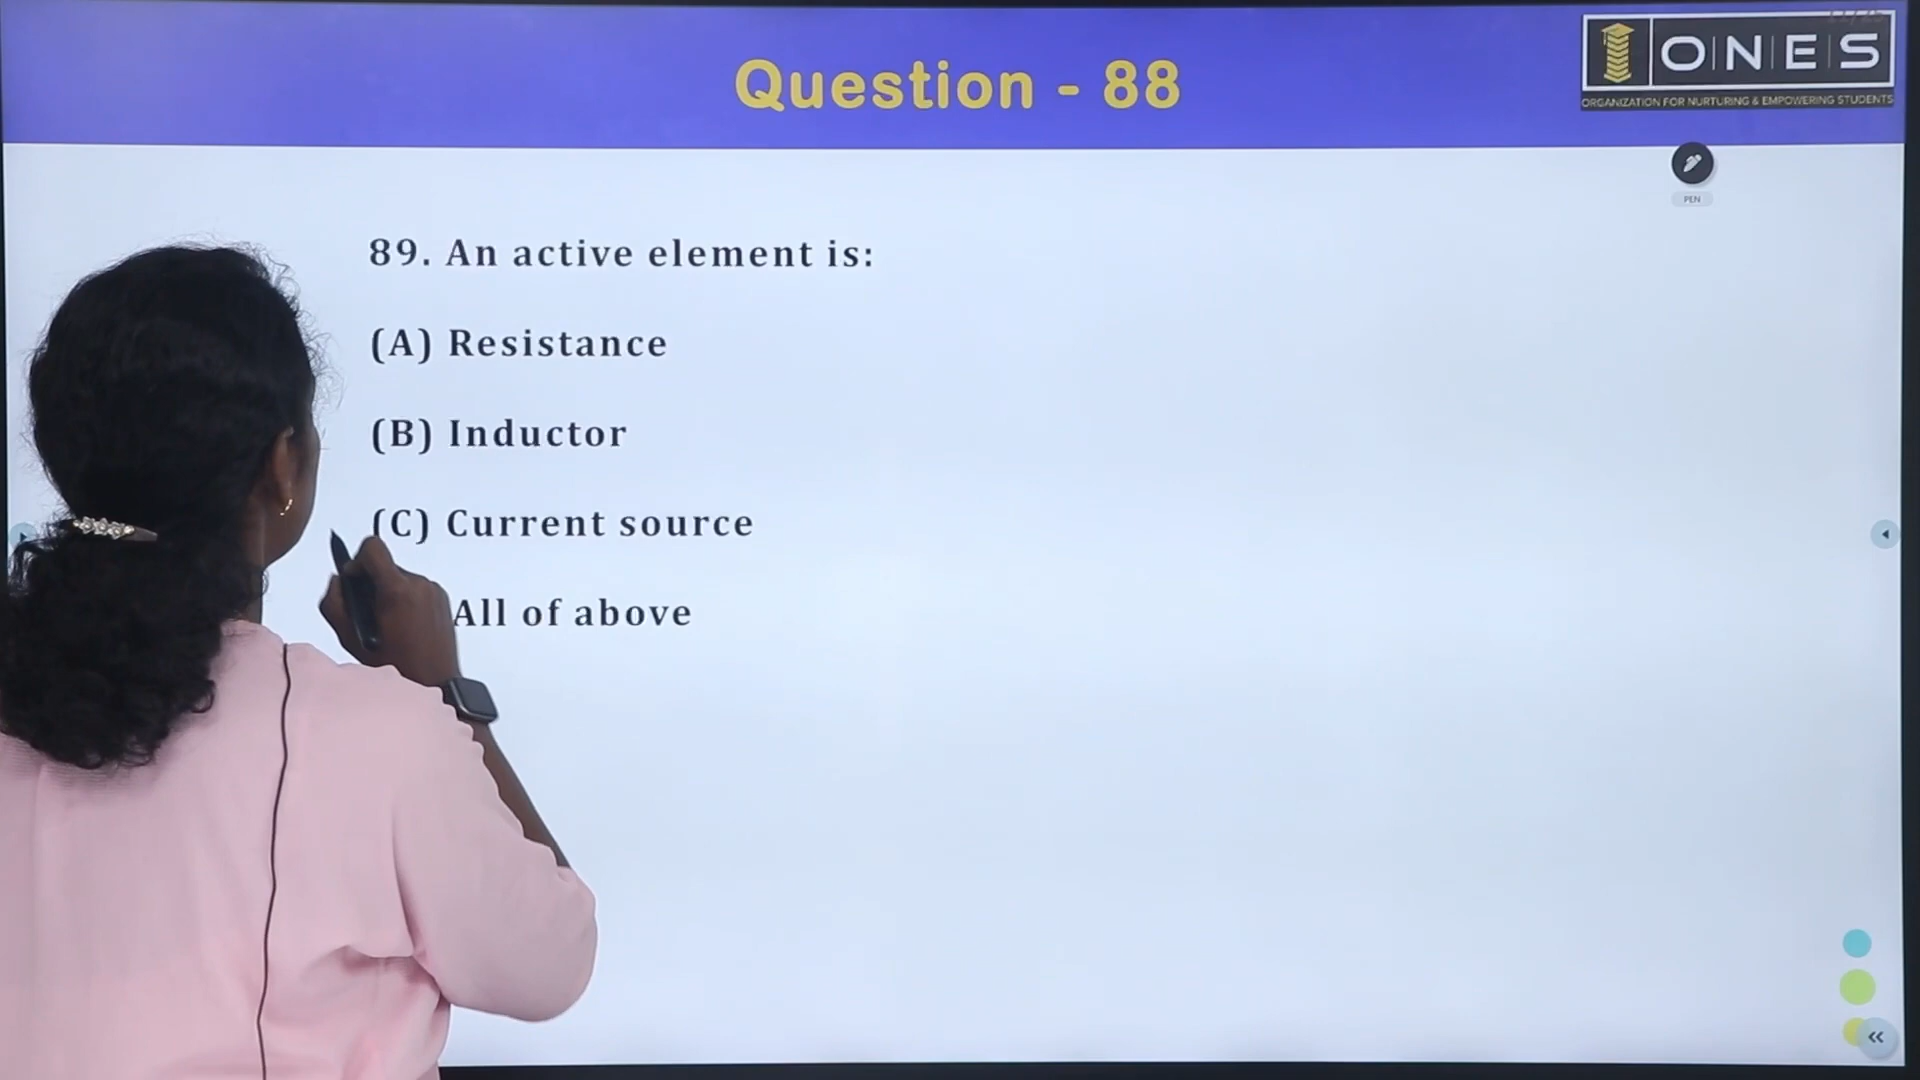 Question - 88
O|N|E|S
ORGANIZATION FOR NURTURING & EMPOWERING STUDENTS
PEN
89. An active element is:
(A) Resistance
(B) Inductor
(C) Current source
All of above